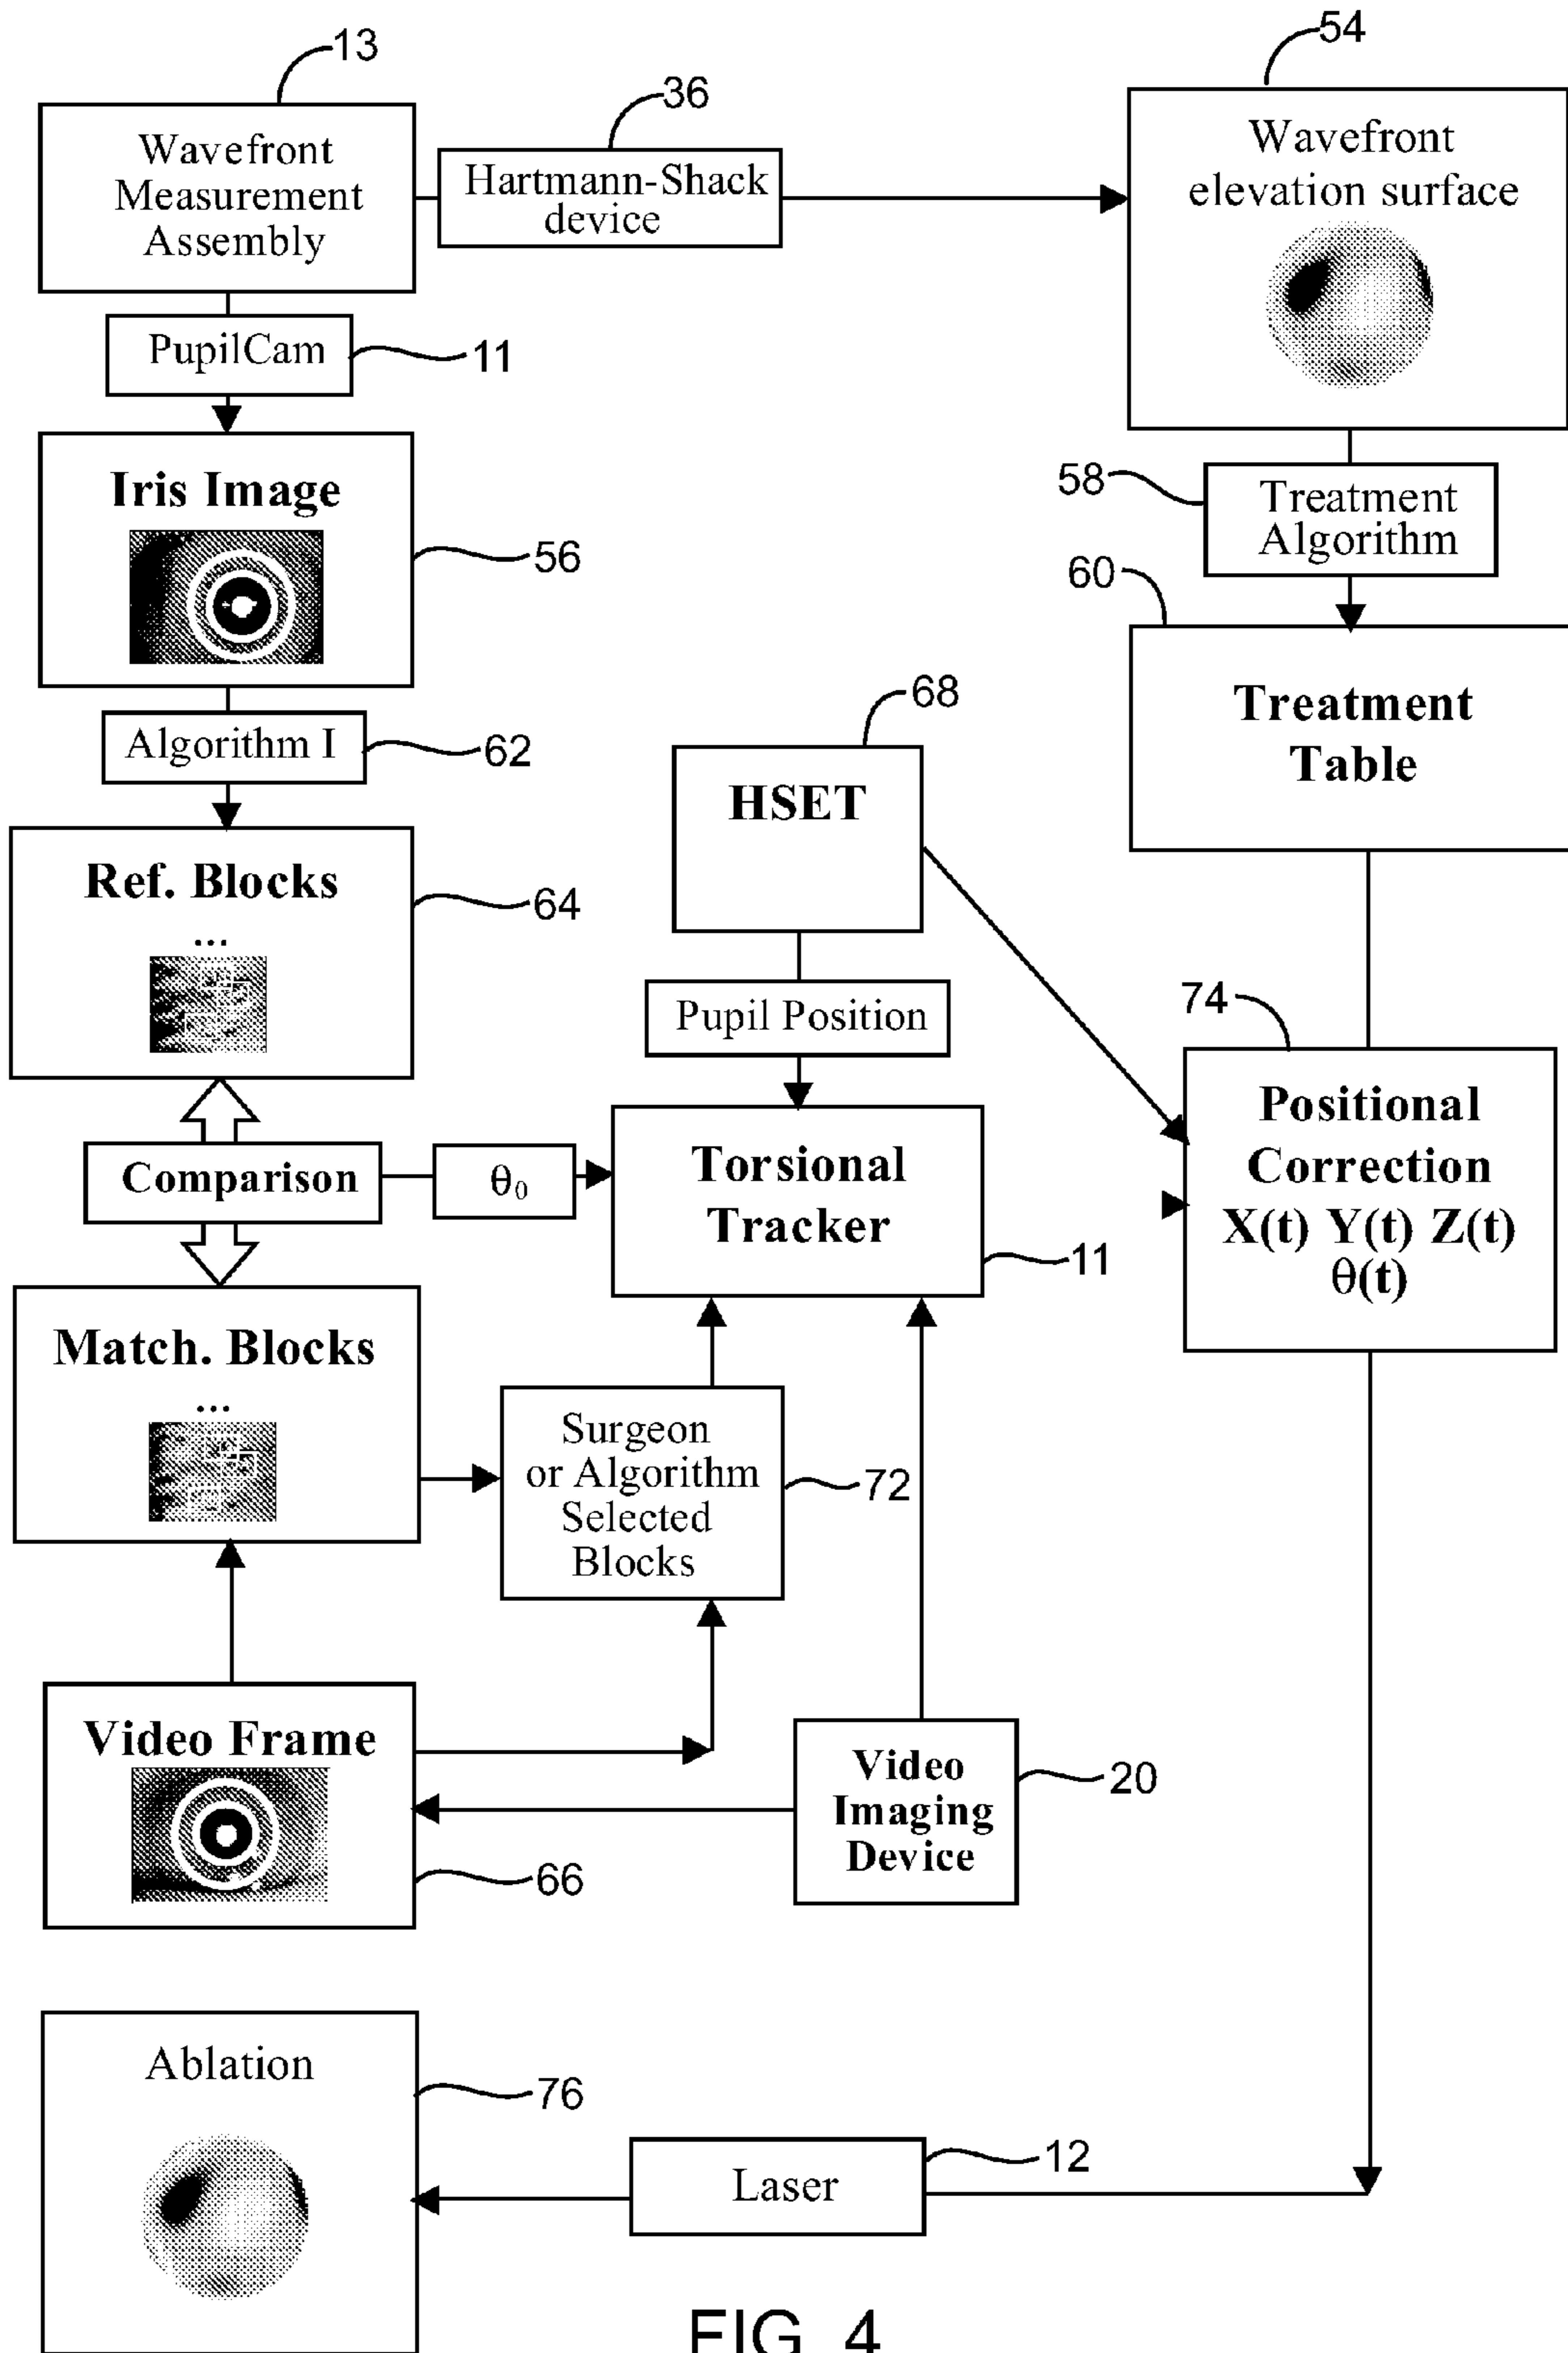 13
54
36
Wavefront
Measurement
Assembly
Hartmann-Shack
device
Wavefront
elevation surface
PupilCam
11
Iris Image
56
58
Treatment
Algorithm
60
Treatment
Table
Algorithm I
62
68
HSET
Ref. Blocks
...
64
Pupil Position
74
Positional
Correction
X(t) Y(t) Z(t)
θ(t)
Comparison
θ0
Torsional
Tracker
11
Match. Blocks
...
Surgeon
or Algorithm
Selected
Blocks
72
Video Frame
66
Video
Imaging
Device
20
Ablation
76
Laser
12
FIG. 4